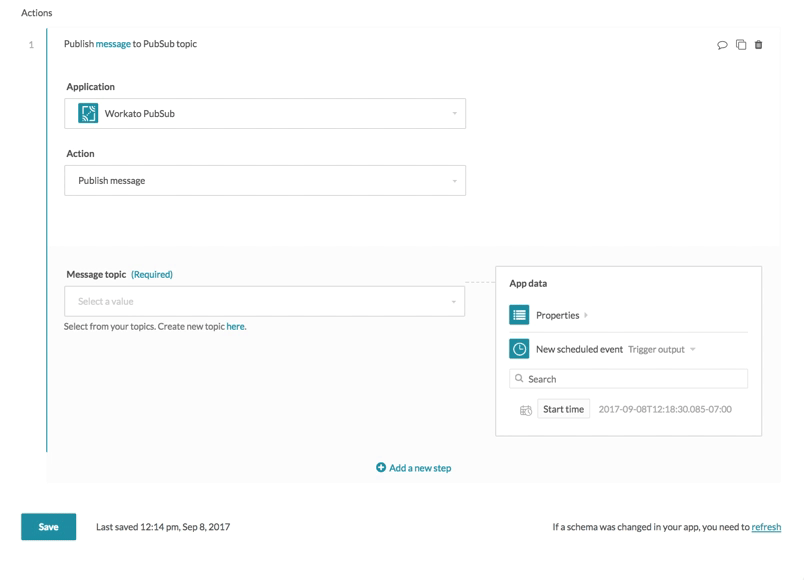 Actions
1
Publish message to PubSub topic
Application
Workato PubSub
Action
Publish message
Message topic (Required)
Select a value
Select from your topics. Create new topic here.
App data
Properties
New scheduled event Trigger output
Search
Start time 2017-09-08T12:18:30.085-07:00
Add a new step
Save
Last saved 12:14 pm, Sep 8, 2017
If a schema was changed in your app, you need to refresh